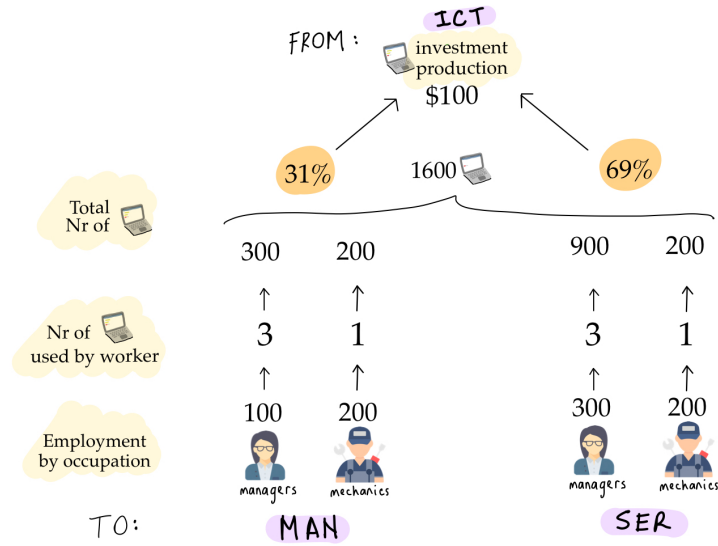 ICT
FROM:
investment
production
$100
31%
1600
69%
Total
Nr of
300 200 900 200
Nr of
used by worker
3 1 3 1
100 200 300 200
Employment
by occupation
managers mechanics managers mechanics
TO: MAN SER